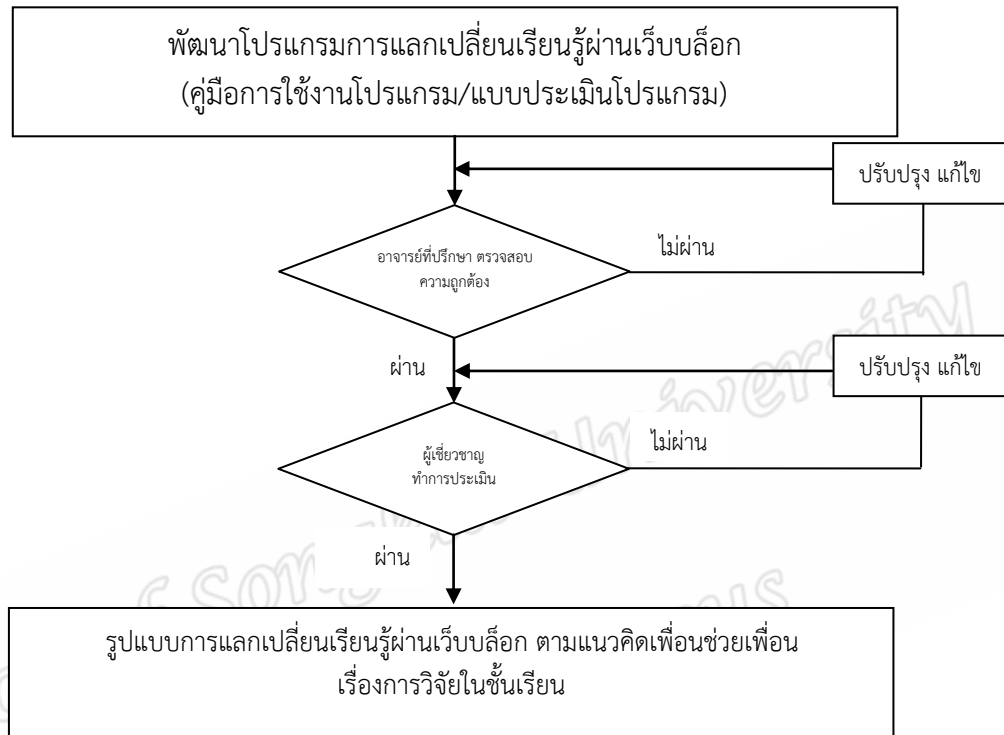 พัฒนาโปรแกรมการแลกเปลี่ยนเรียนรู้ผ่านเว็บบล็อก
(คู่มือการใช้งานโปรแกรม/แบบประเมินโปรแกรม)
ปรับปรุง แก้ไข
อาจารย์ที่ปรึกษา ตรวจสอบ
ความถูกต้อง
ไม่ผ่าน
ผ่าน
ปรับปรุง แก้ไข
ผู้เชี่ยวชาญ
ทำการประเมิน
ไม่ผ่าน
ผ่าน
รูปแบบการแลกเปลี่ยนเรียนรู้ผ่านเว็บบล็อก ตามแนวคิดเพื่อนช่วยเพื่อน
เรื่องการวิจัยในชั้นเรียน